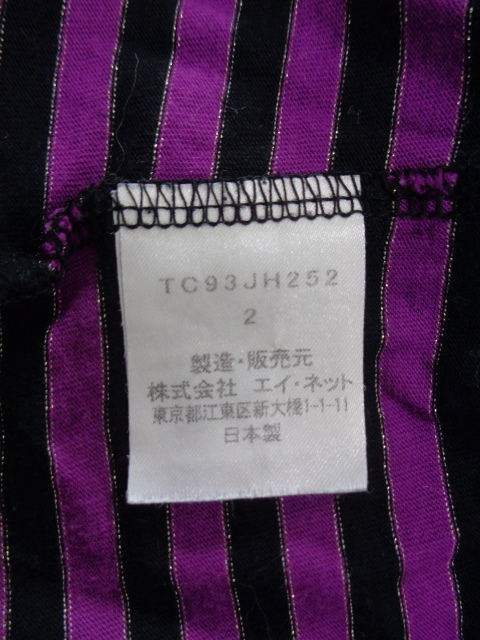 TC93JH252
2
製造・販売元
株式会社 エイ・ネット
東京都江東区新大橋1-1-11
日本製